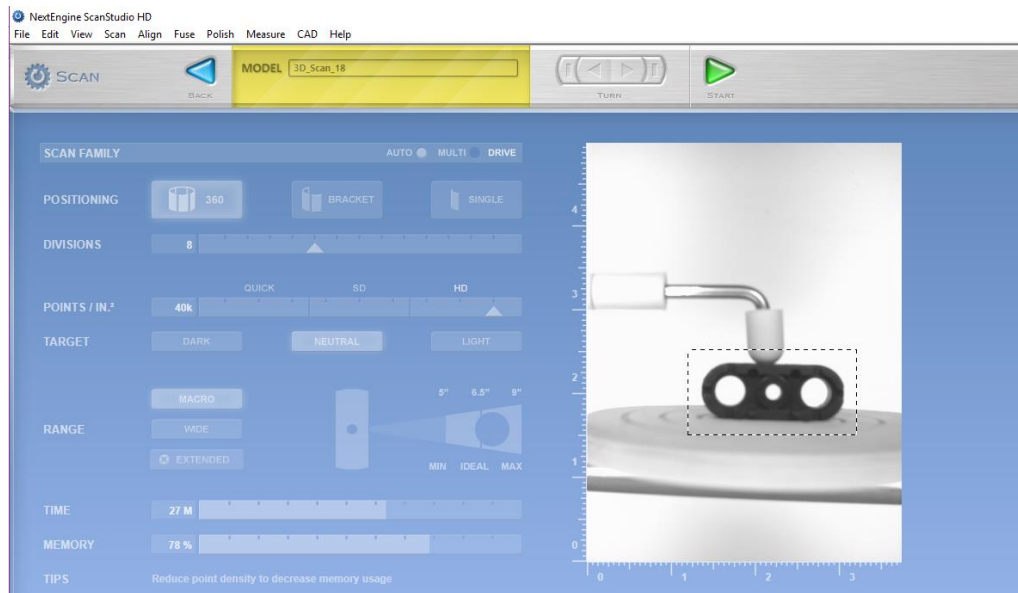 NextEngine ScanStudio HD
File Edit View Scan Align Fuse Polish Measure CAD Help
SCAN
BACK
MODEL 3D_Scan_18
TURN
START
SCAN FAMILY AUTO MULTI DRIVE
POSITIONING 360 BRACKET SINGLE
DIVISIONS 8
QUICK SD HD
POINTS / IN.² 40k
TARGET DARK NEUTRAL LIGHT
RANGE
MACRO
WIDE
EXTENDED
5" 6.5" 9"
MIN IDEAL MAX
TIME 27 M
MEMORY 78 %
TIPS Reduce point density to decrease memory usage
4
3
2
1
0
0 1 2 3